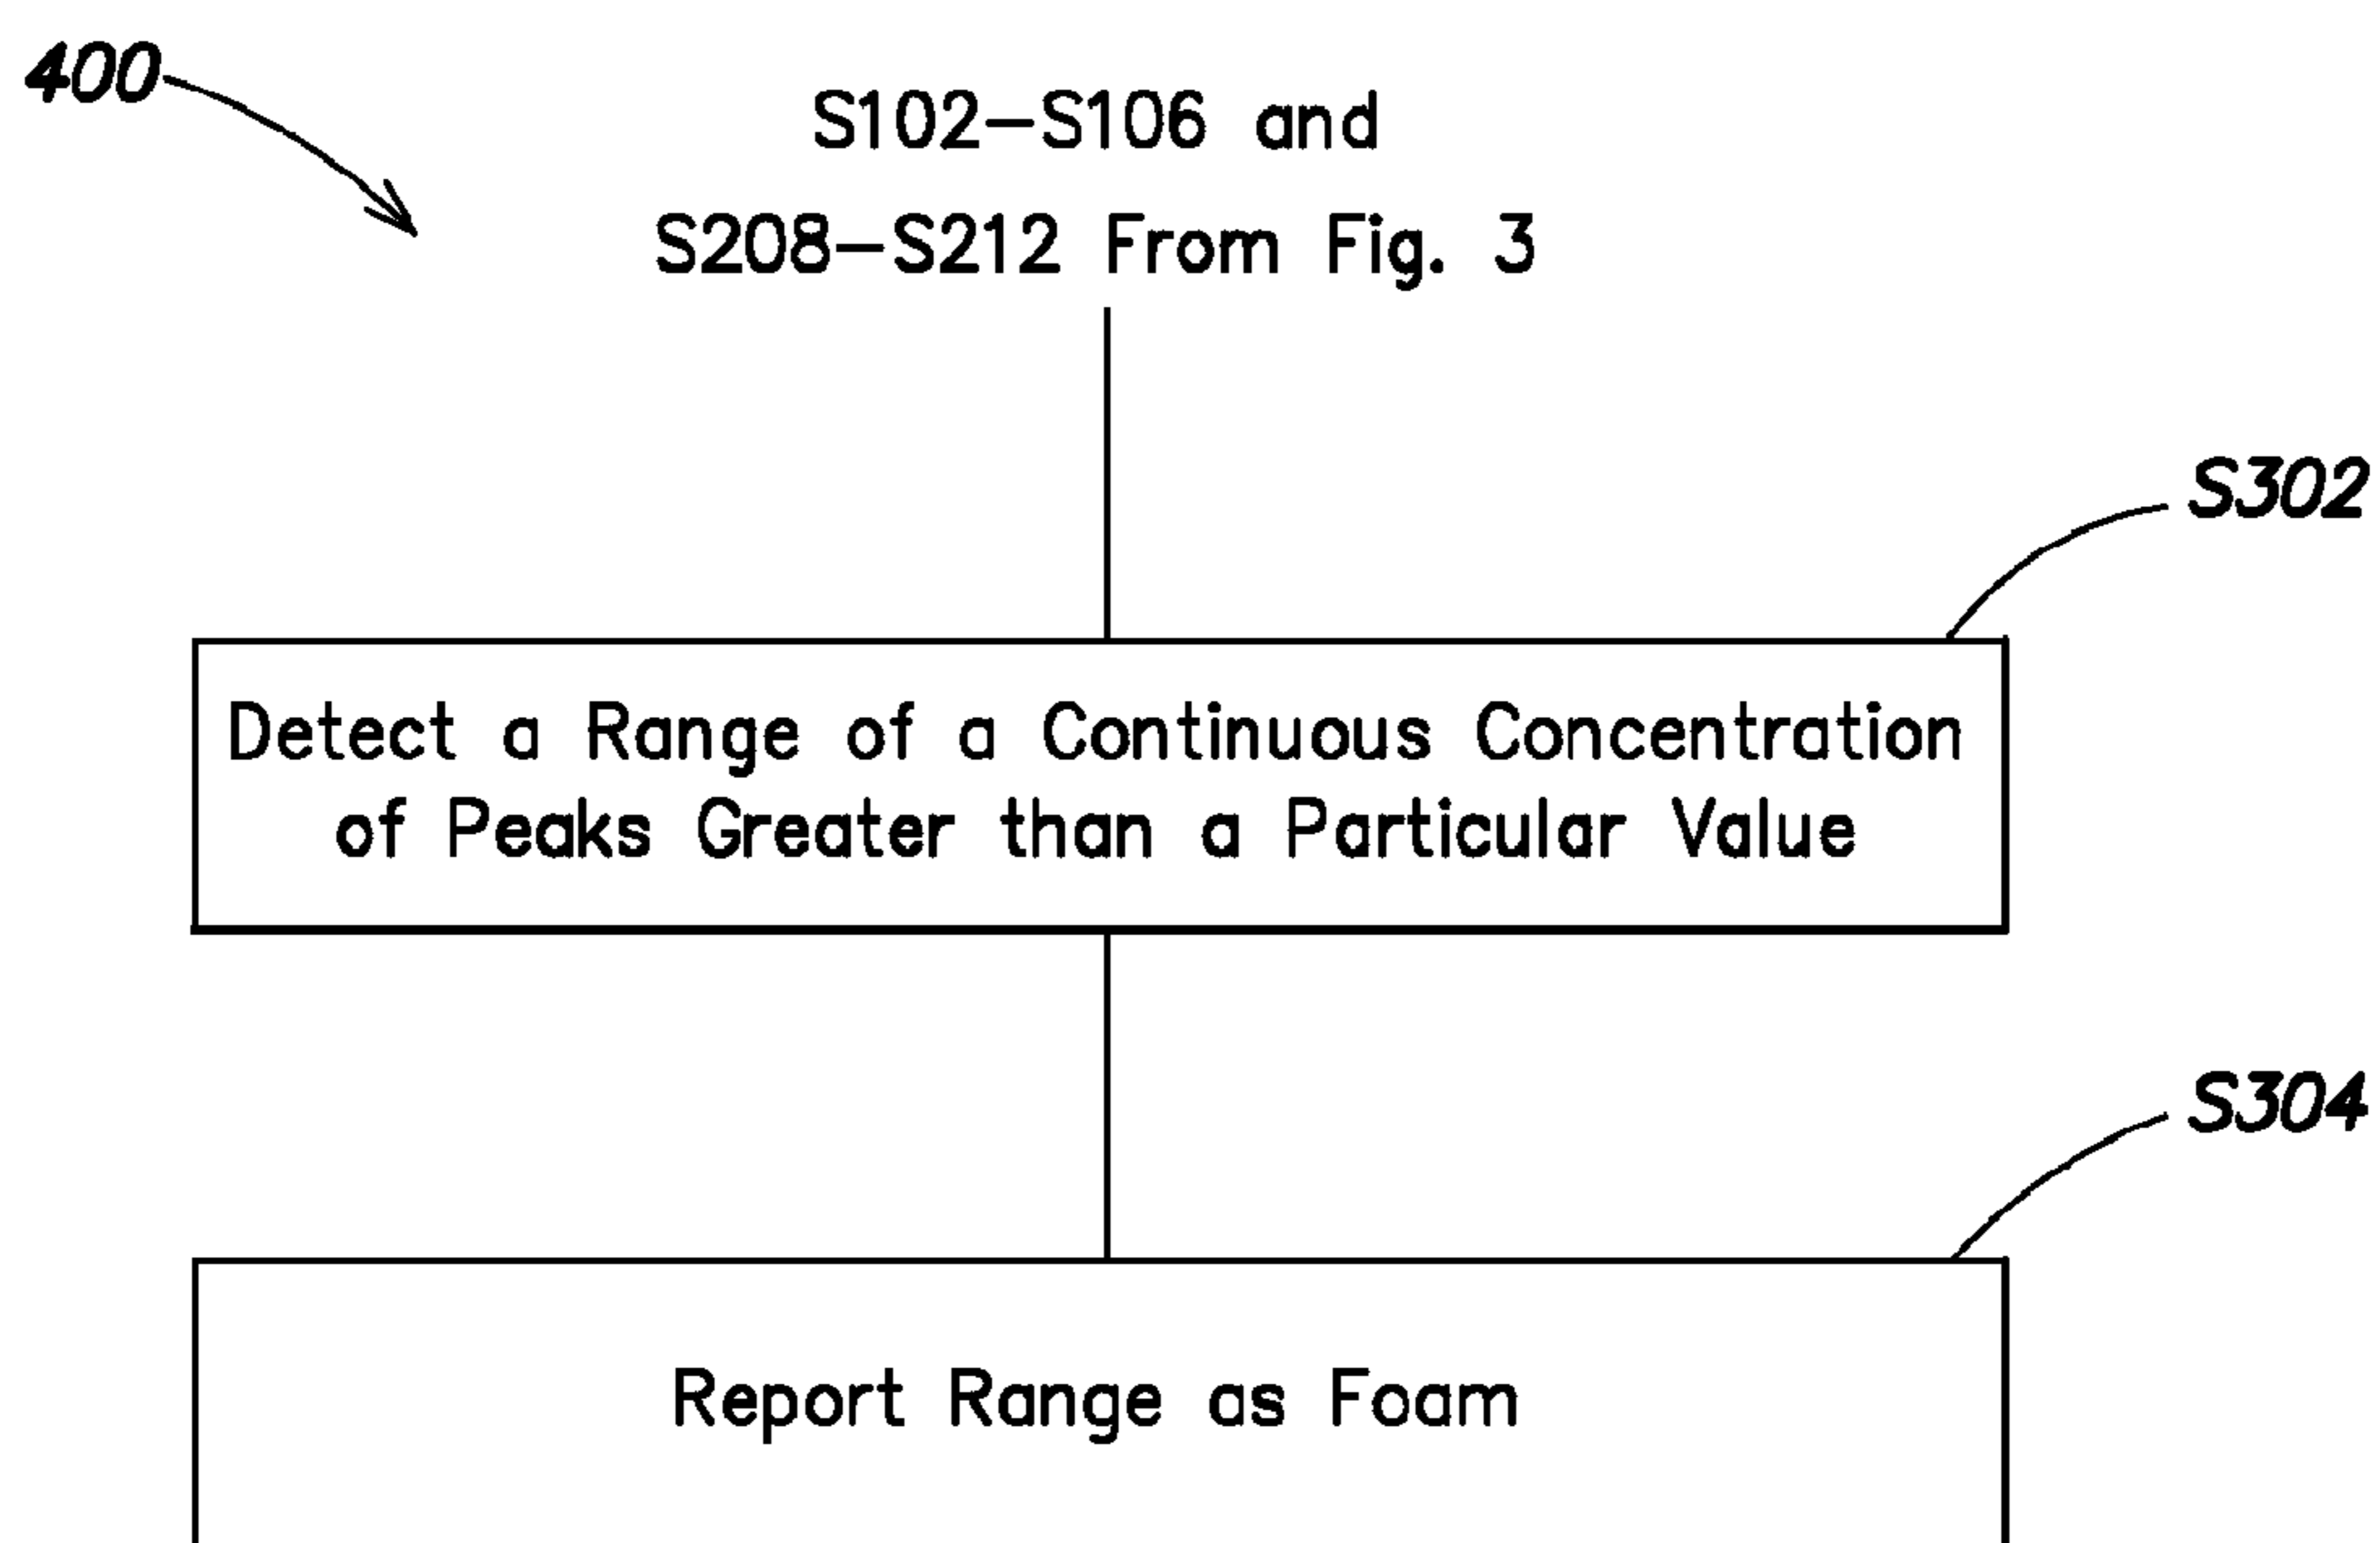 400
S102–S106 and
S208–S212 From Fig. 3
S302
Detect a Range of a Continuous Concentration
of Peaks Greater than a Particular Value
S304
Report Range as Foam